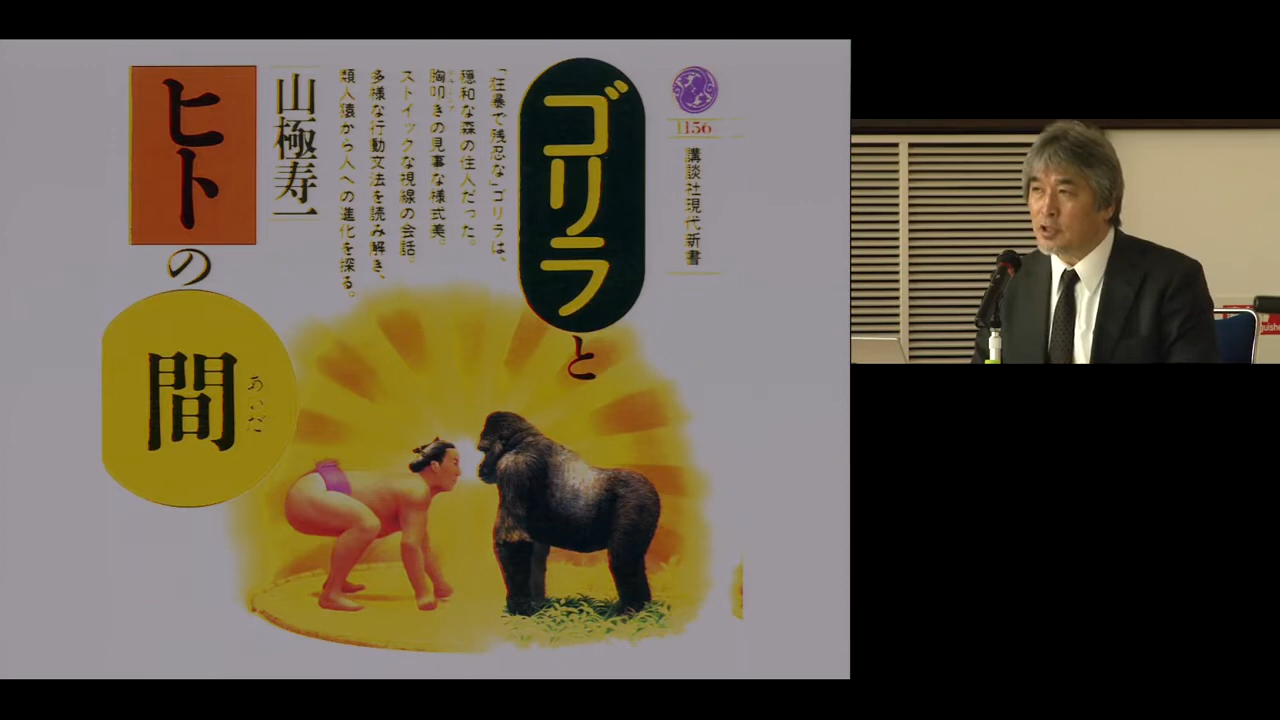 1156
講談社現代新書
ゴリラと
「狂暴で残忍な」ゴリラは、
穏和な森の住人だった。
胸叩きの見事な様式美。
ストイックな視線の会話。
多様な行動文法を読み解き、
類人猿から人への進化を探る。
山極寿一
ヒトの間
あいだ